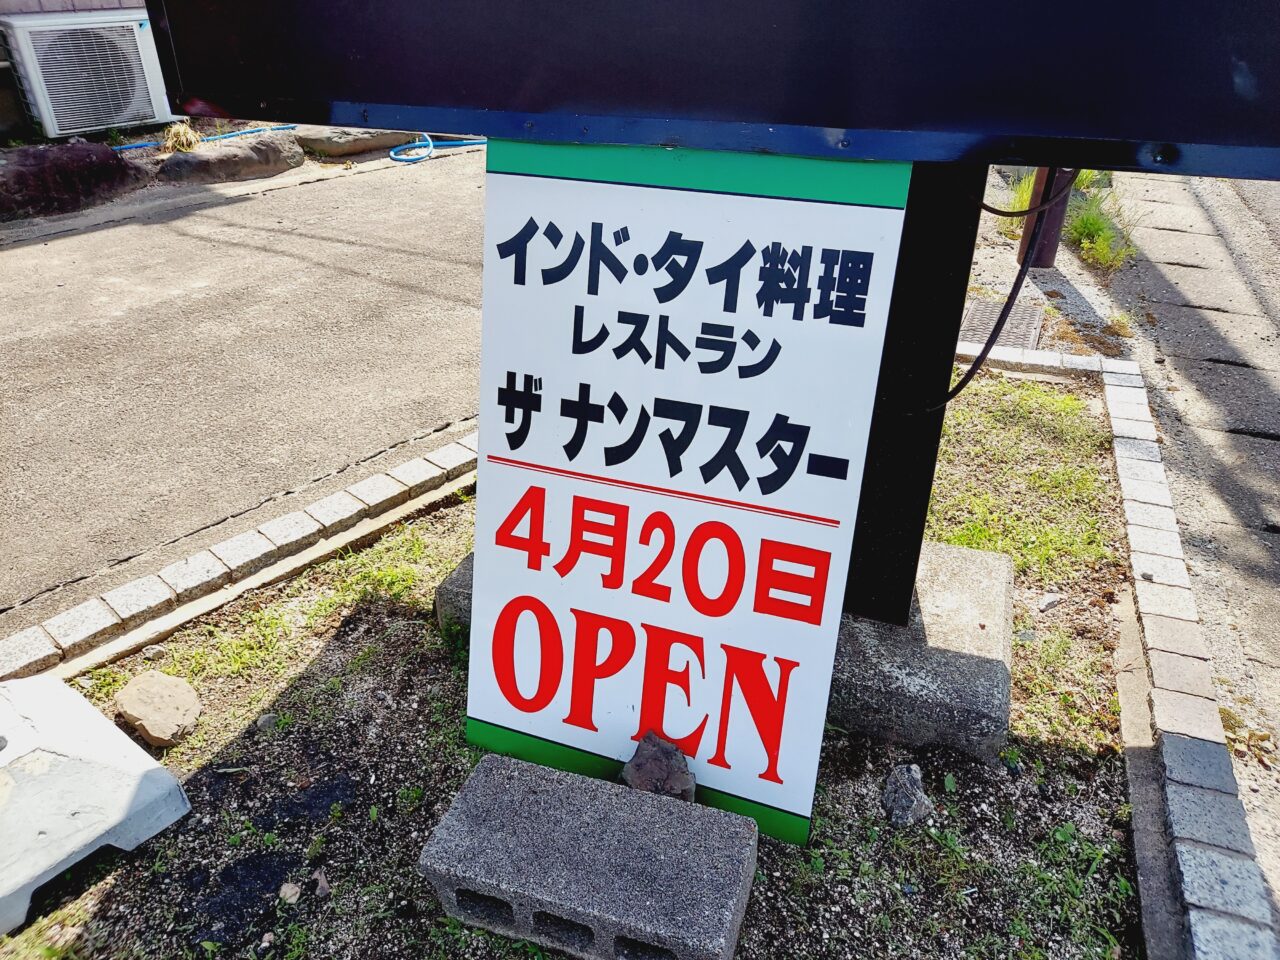 インド・タイ料理
レストラン
ザ ナンマスター
4月20日
OPEN